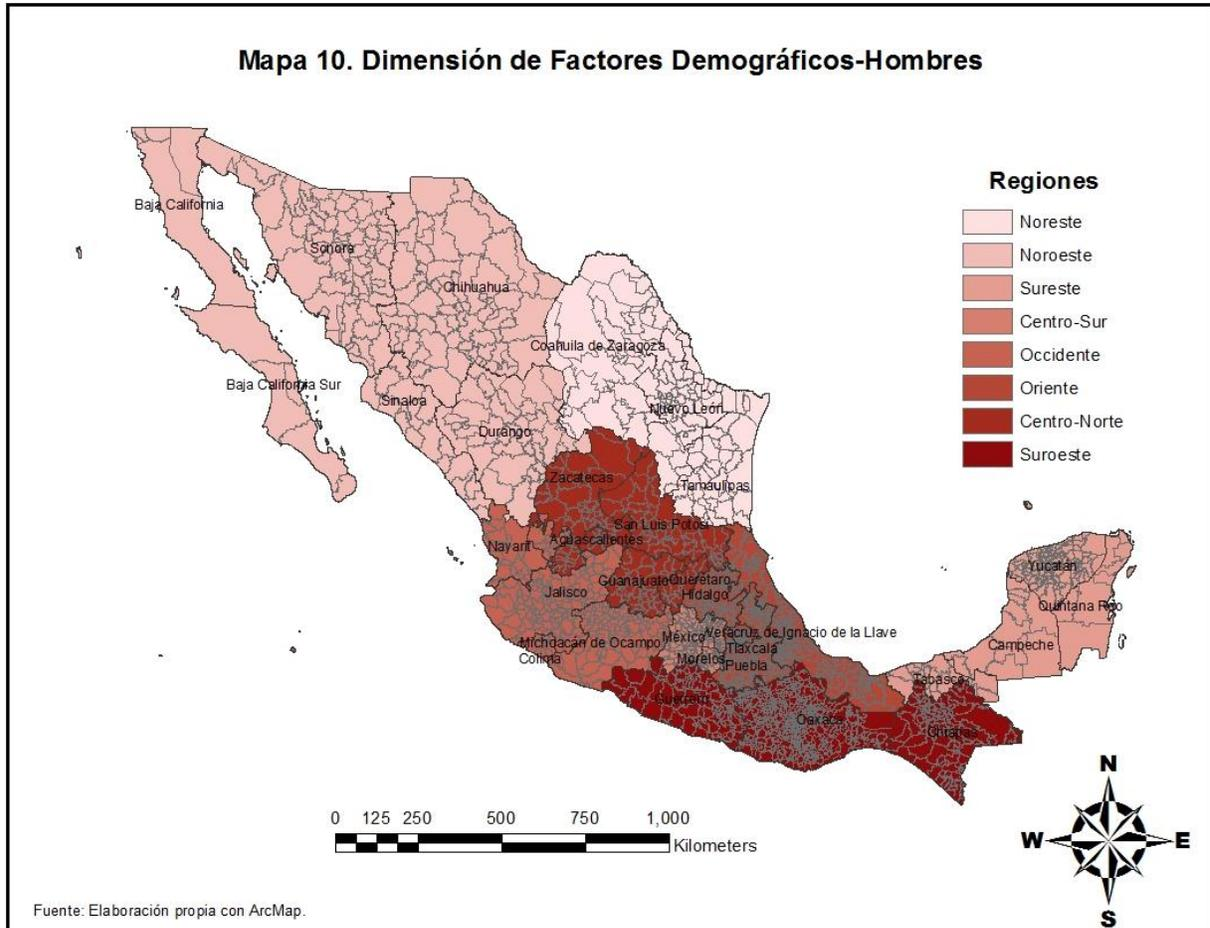 Mapa 10. Dimensión de Factores Demográficos-Hombres
Regiones
Noreste
Noroeste
Sureste
Centro-Sur
Occidente
Oriente
Centro-Norte
Suroeste
Baja California
Sonora
Chihuahua
Coahuila de Zaragoza
Baja California Sur
Sinaloa
Nuevo León
Durango
Zacatecas
Tamaulipas
San Luis Potosí
Nayarit
Aguascalientes
Guanajuato
Querétaro
Hidalgo
Jalisco
Yucatán
Quintana Roo
Campeche
Michoacán de Ocampo
México
Veracruz de Ignacio de la Llave
Tlaxcala
Colima
Morelos
Puebla
Tabasco
Guerrero
Oaxaca
Chiapas
0 125 250 500 750 1,000
Kilometers
N
W E
S
Fuente: Elaboración propia con ArcMap.